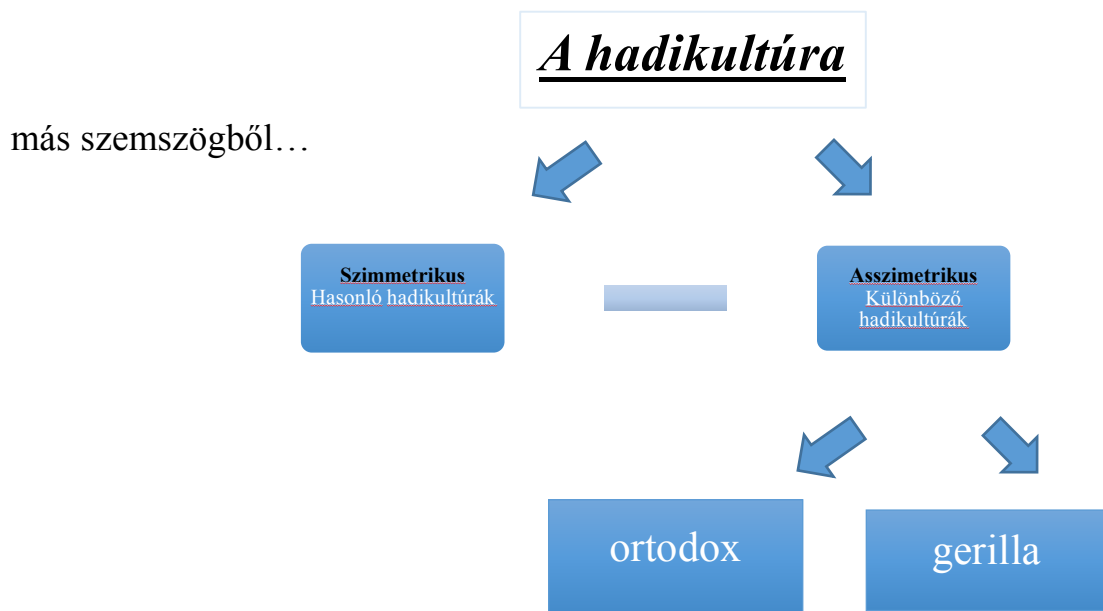 A hadikultúra
más szemszögből…
Szimmetrikus
Hasonló hadikultúrák
Asszimetrikus
Különböző
hadikultúrák
ortodox
gerilla